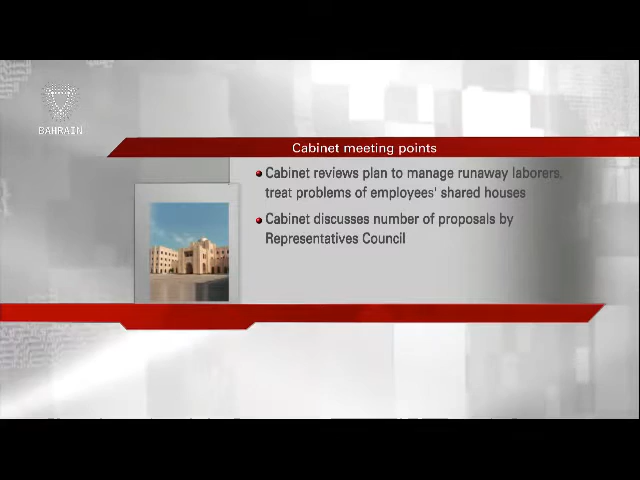 BAHRAIN
Cabinet meeting points
Cabinet reviews plan to manage runaway laborers,
treat problems of employees' shared houses
Cabinet discusses number of proposals by
Representatives Council